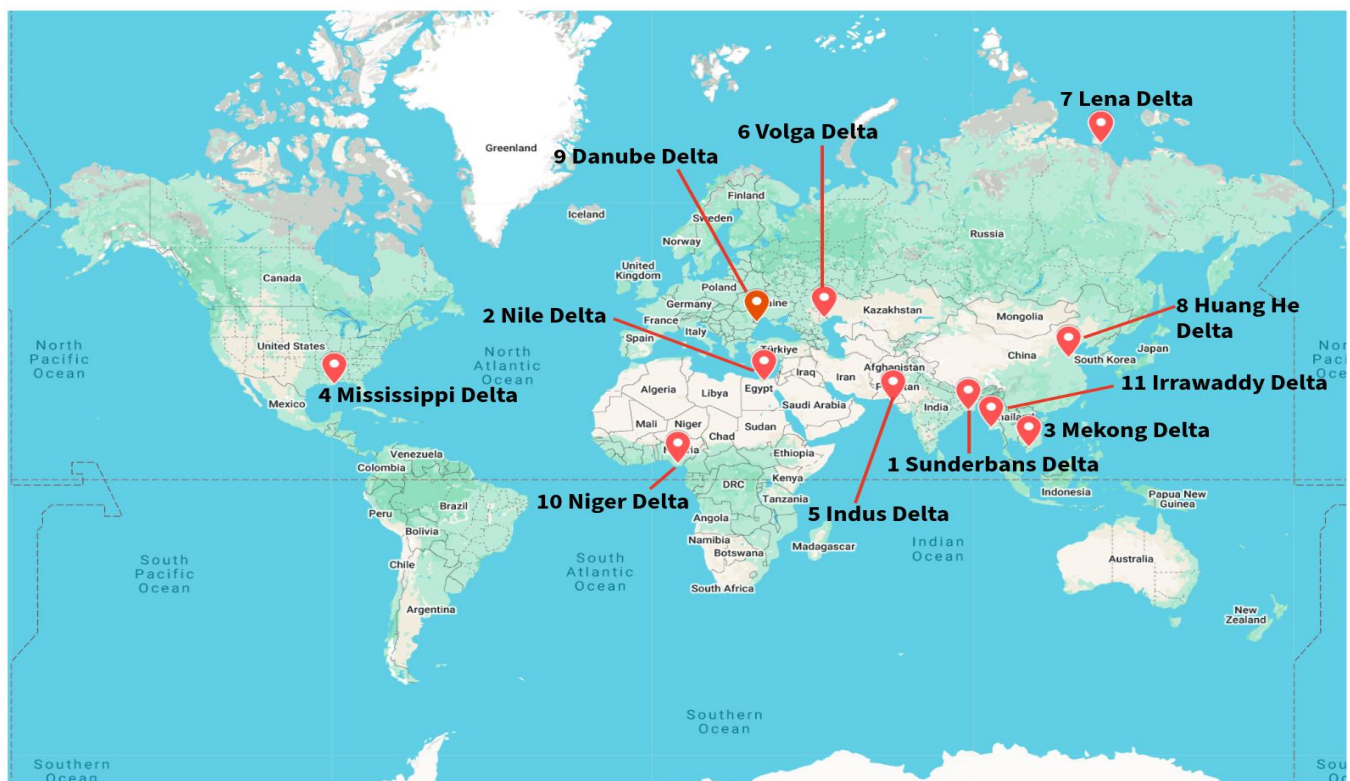 Greenland
7 Lena Delta
6 Volga Delta
9 Danube Delta
Finland
Iceland
Sweden
Norway
Russia
Canada
United
Kingdom
Poland
Germany
France
Italy
Spain
Kazakhstan
Mongolia
8 Huang He
Delta
2 Nile Delta
Türkiye
North
Pacific
Ocean
United States
North
Atlantic
Ocean
China
South Korea
Japan
Mexico
4 Mississippi Delta
Algeria
Libya
Egypt
Iraq
Iran
Afghanistan
Saudi Arabia
India
11 Irrawaddy Delta
Mali
Niger
Chad
Sudan
3 Mekong Delta
Venezuela
Colombia
Ethiopia
1 Sunderbans Delta
DRC
Kenya
Tanzania
Indonesia
Papua New
Guinea
10 Niger Delta
5 Indus Delta
Peru
Brazil
Bolivia
Angola
Namibia
Botswana
Madagascar
Indian
Ocean
Australia
South
Pacific
Ocean
Chile
South
Atlantic
Ocean
South Africa
Argentina
New
Zealand
Southern
Ocean
Southern
Ocean